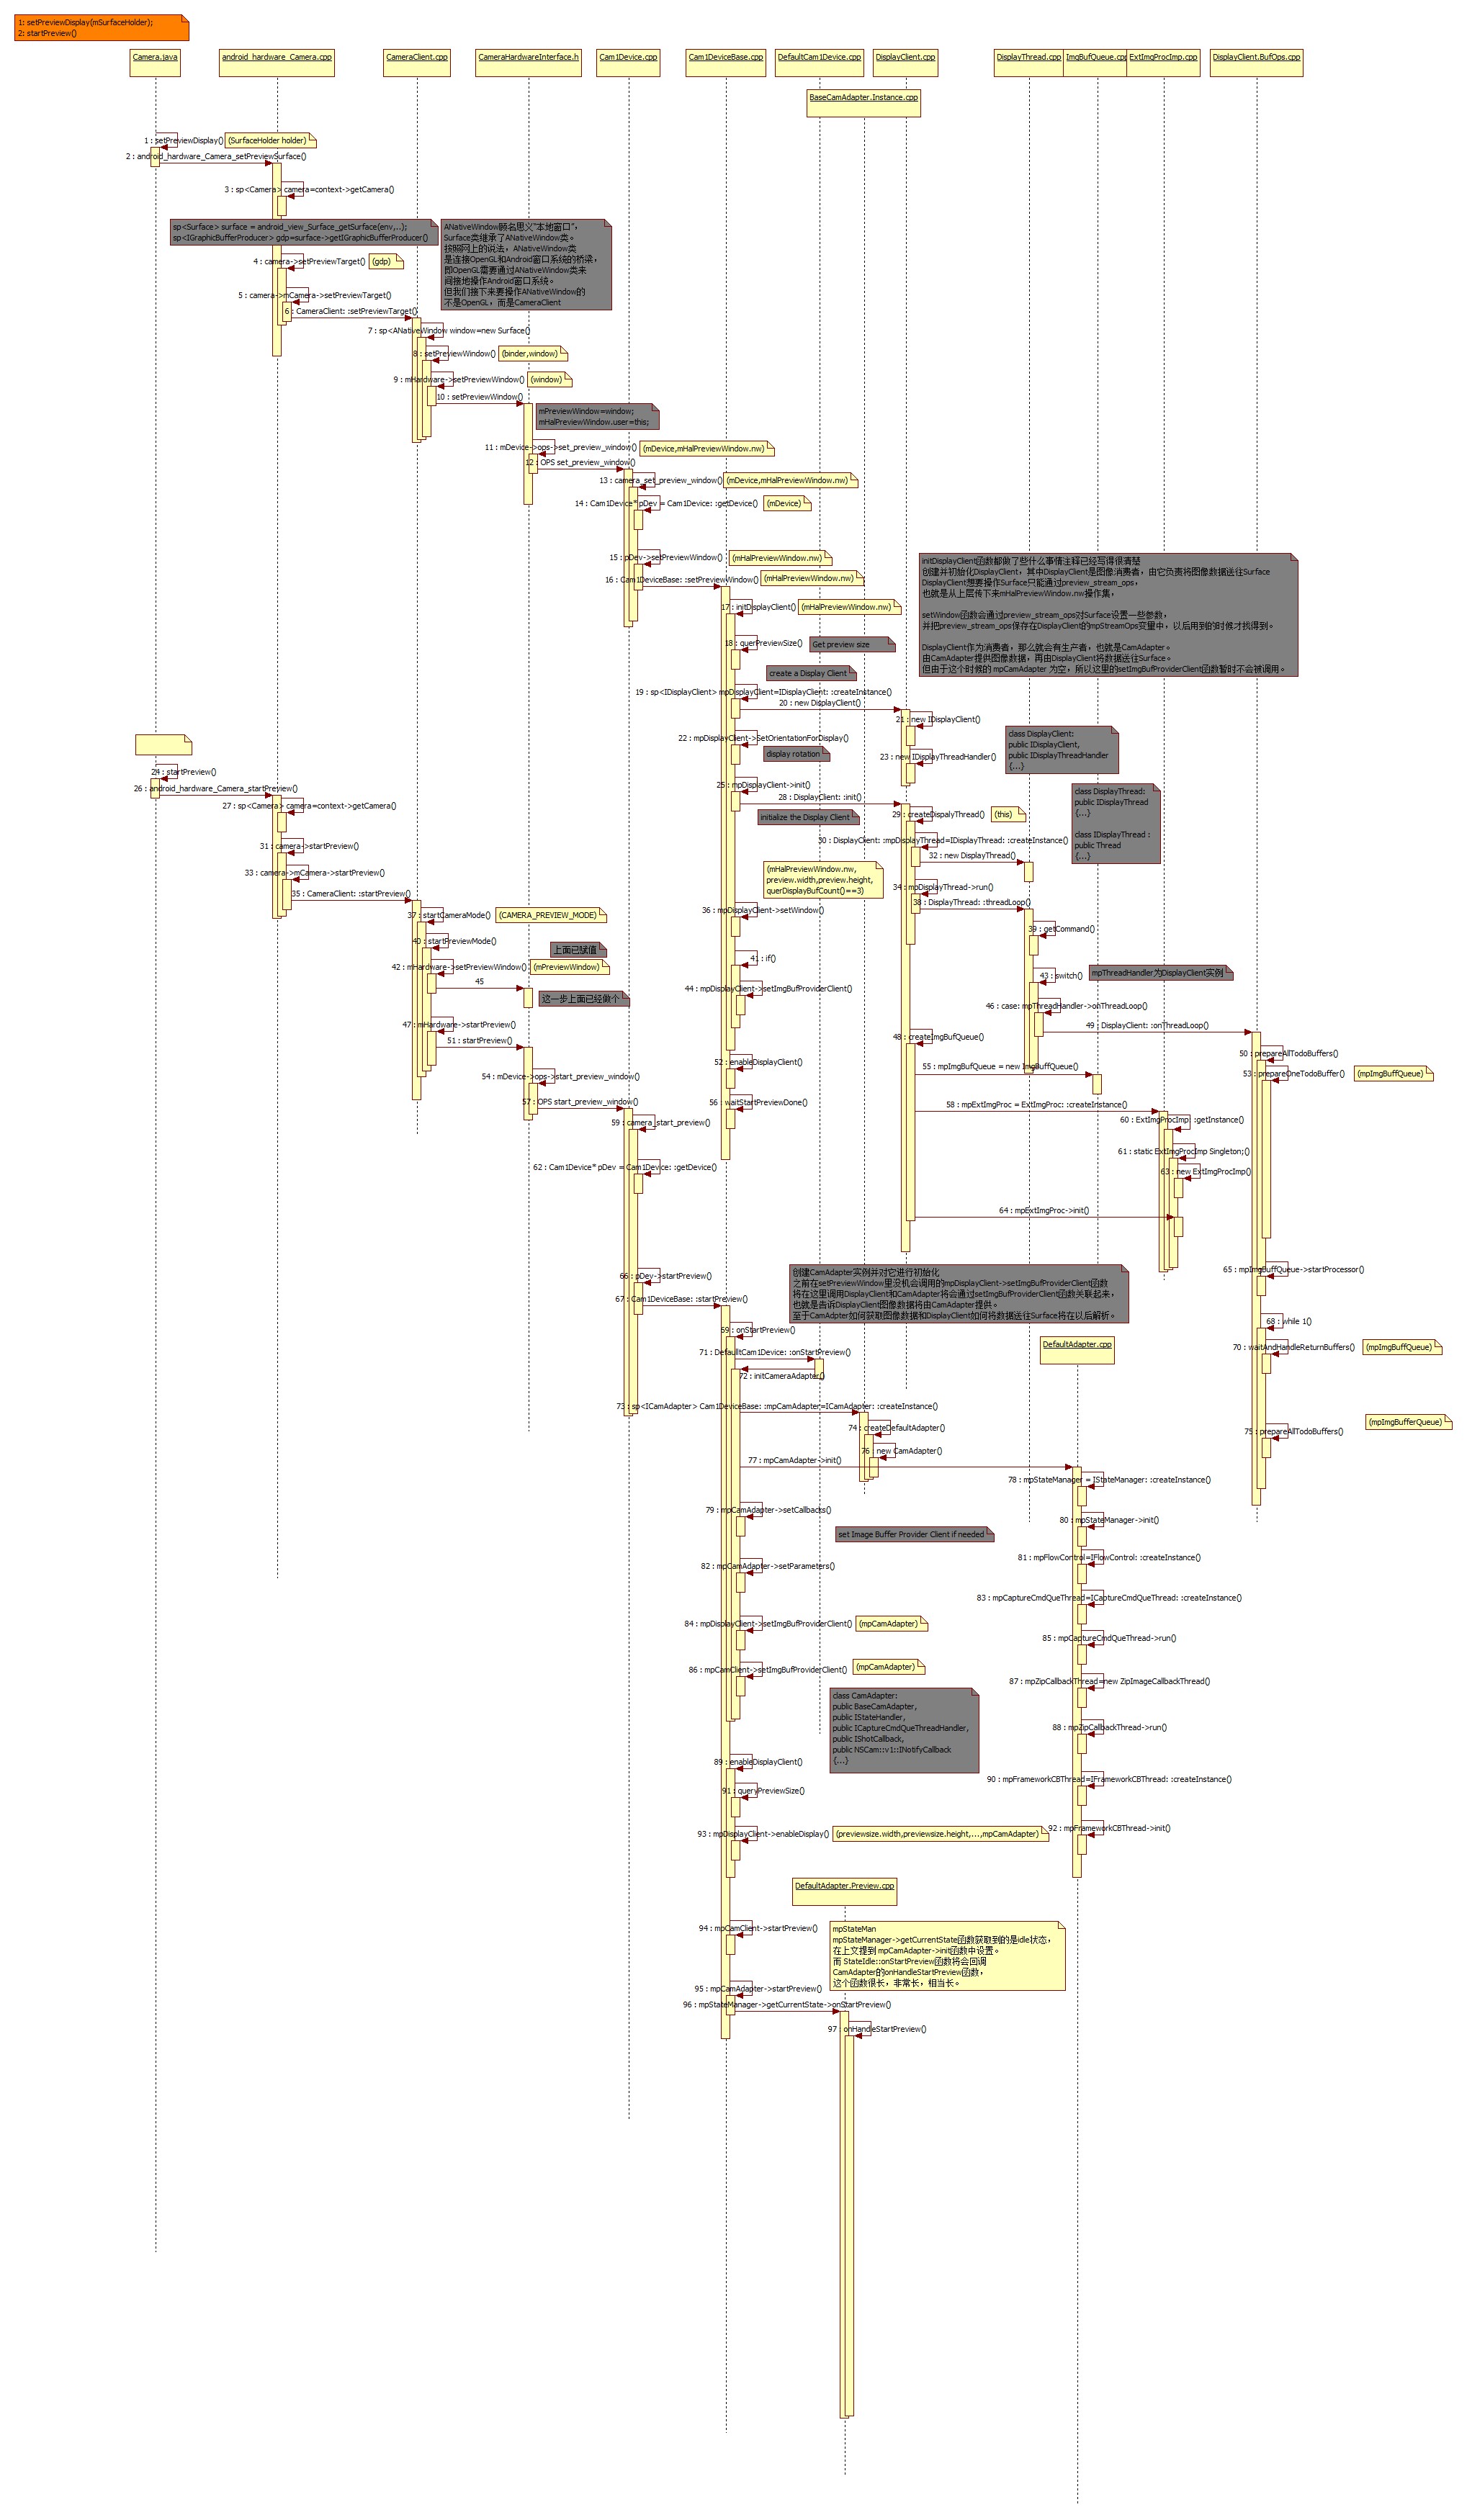 1: setPreviewDisplay(mSurfaceHolder);
2: startPreview()
Camera.java
android_hardware_Camera.cpp
CameraClient.cpp
CameraHardwareInterface.h
Cam1Device.cpp
Cam1DeviceBase.cpp
DefaultCam1Device.cpp
DisplayClient.cpp
DisplayThread.cpp
ImgBufQueue.cpp
ExtImgProcImp.cpp
DisplayClient.BufOps.cpp
BaseCamAdapter.Instance.cpp
1 : setPreviewDisplay()
(SurfaceHolder holder)
2 : android_hardware_Camera_setPreviewSurface()
3 : sp<Camera> camera=context->getCamera()
sp<Surface> surface = android_view_Surface_getSurface(env,..);
sp<IGraphicBufferProducer> gdp=surface->getIGraphicBufferProducer()
ANativeWindow顾名思义"本地窗口",
Surface类继承了ANativeWindow类。
按照网上的说法，ANativeWindow类
是连接OpenGL和Android窗口系统的桥梁，
即OpenGL需要通过ANativeWindow类来
间接地操作Android窗口系统。
但我们接下来要操作ANativeWindow的
不是OpenGL，而是CameraClient
4 : camera->setPreviewTarget()
(gdp)
5 : camera->mCamera->setPreviewTarget()
6 : CameraClient: :setPreviewTarget()
7 : sp<ANativeWindow window=new Surface()
8 : setPreviewWindow()
(binder,window)
9 : mHardware->setPreviewWindow()
(window)
10 : setPreviewWindow()
mPreviewWindow=window;
mHalPreviewWindow.user=this;
11 : mDevice->ops->set_preview_window()
(mDevice,mHalPreviewWindow.nw)
12 : OPS set_preview_window()
13 : camera_set_preview_window()
(mDevice,mHalPreviewWindow.nw)
14 : Cam1Device* pDev = Cam1Device: :getDevice()
(mDevice)
15 : pDev->setPreviewWindow()
(mHalPreviewWindow.nw)
16 : Cam1DeviceBase: :setPreviewWindow()
(mHalPreviewWindow.nw)
initDisplayClient函数都做了些什么事情注释已经写得很清楚
创建并初始化DisplayClient，其中DisplayClient是图像消费者，由它负责将图像数据送往Surface
DisplayClient想要操作Surface只能通过preview_stream_ops,
也就是从上层传下来mHalPreviewWindow.nw操作集，
setWindow函数会通过preview_stream_ops对Surface设置一些参数，
并把preview_stream_ops保存在DisplayClient的mpStreamOps变量中，以后用到的时候才找得到。
DisplayClient作为消费者，那么就会有生产者，也就是CamAdapter。
由CamAdapter提供图像数据，再由DisplayClient将数据送往Surface。
但由于这个时候的 mpCamAdapter 为空，所以这里的setImgBufProviderClient函数暂时不会被调用。
17 : initDisplayClient()
(mHalPreviewWindow.nw)
18 : querPreviewSize()
Get preview size
create a Display Client
19 : sp<IDisplayClient> mpDisplayClient=IDisplayClient: :createInstance()
20 : new DisplayClient()
21 : new IDisplayClient()
22 : mpDisplayClient->SetOrientationForDisplay()
display rotation
23 : new IDisplayThreadHandler()
class DisplayClient:
public IDisplayClient,
public IDisplayThreadHandler
{...}
24 : startPreview()
25 : mpDisplayClient->init()
26 : android_hardware_Camera_startPreview()
27 : sp<Camera> camera=context->getCamera()
28 : DisplayClient: :init()
initialize the Display Client
29 : createDispalyThread()
(this)
class DisplayThread:
public IDisplayThread
{...}
class IDisplayThread :
public Thread
{...}
30 : DisplayClient: :mpDisplayThread=IDisplayThread: :createInstance()
31 : camera->startPreview()
32 : new DisplayThread()
33 : camera->mCamera->startPreview()
(mHalPreviewWindow.nw,
preview.width,preview.height,
querDisplayBufCount()==3)
34 : mpDisplayThread->run()
35 : CameraClient: :startPreview()
36 : mpDisplayClient->setWindow()
37 : startCameraMode()
(CAMERA_PREVIEW_MODE)
38 : DisplayThread: :threadLoop()
39 : getCommand()
40 : startPreviewMode()
上面已赋值
41 : if()
42 : mHardware->setPreviewWindow()
(mPreviewWindow)
43 : switch()
mpThreadHandler为DisplayClient实例
44 : mpDisplayClient->setImgBufProviderClient()
45
这一步上面已经做个
46 : case: mpThreadHandler->onThreadLoop()
47 : mHardware->startPreview()
48 : createImgBufQueue()
49 : DisplayClient: :onThreadLoop()
50 : prepareAllTodoBuffers()
51 : startPreview()
52 : enableDisplayClient()
53 : prepareOneTodoBuffer()
(mpImgBuffQueue)
54 : mDevice->ops->start_preview_window()
55 : mpImgBufQueue = new ImgBuffQueue()
56 : waitStartPreviewDone()
57 : OPS start_preview_window()
58 : mpExtImgProc = ExtImgProc: :createInstance()
59 : camera_start_preview()
60 : ExtImgProcImp: :getInstance()
61 : static ExtImgProcImp Singleton;()
62 : Cam1Device* pDev = Cam1Device: :getDevice()
63 : new ExtImgProcImp()
64 : mpExtImgProc->init()
65 : mpImgBuffQueue->startProcessor()
66 : pDev->startPreview()
创建CamAdapter实例并对它进行初始化
之前在setPreviewWindow里没机会调用的mpDisplayClient->setImgBufProviderClient函数
将在这里调用DisplayClient和CamAdapter将会通过setImgBufProviderClient函数关联起来，
也就是告诉DisplayClient图像数据将由CamAdapter提供。
至于CamAdpter如何获取图像数据和DisplayClient如何将数据送往Surface将在以后解析。
67 : Cam1DeviceBase: :startPreview()
68 : while 1()
69 : onStartPreview()
DefaultAdapter.cpp
70 : waitAndHandleReturnBuffers()
(mpImgBuffQueue)
71 : DefaultCam1Device: :onStartPreview()
72 : initCameraAdapter()
73 : sp<ICamAdapter> Cam1DeviceBase: :mpCamAdapter=ICamAdapter: :createInstance()
74 : createDefaultAdapter()
(mpImgBufferQueue)
75 : prepareAllTodoBuffers()
76 : new CamAdapter()
77 : mpCamAdapter->init()
78 : mpStateManager = IStateManager: :createInstance()
79 : mpCamAdapter->setCallbacks()
80 : mpStateManager->init()
set Image Buffer Provider Client if needed
81 : mpFlowControl=IFlowControl: :createInstance()
82 : mpCamAdapter->setParameters()
83 : mpCaptureCmdQueThread=ICaptureCmdQueThread: :createInstance()
84 : mpDisplayClient->setImgBufProviderClient()
(mpCamAdapter)
85 : mpCaptureCmdQueThread->run()
86 : mpCamClient->setImgBufProviderClient()
(mpCamAdapter)
87 : mpZipCallbackThread=new ZipImageCallbackThread()
class CamAdapter:
public BaseCamAdapter,
public IStateHandler,
public ICaptureCmdQueThreadHandler,
public IShotCallback,
public NSCam::v1::INotifyCallback
{...}
88 : mpZipCallbackThread->run()
89 : enableDisplayClient()
90 : mpFrameworkCBThread=IFrameworkCBThread: :createInstance()
91 : queryPreviewSize()
92 : mpFrameworkCBThread->init()
93 : mpDisplayClient->enableDisplay()
(previewsize.width,previewsize.height,...,mpCamAdapter)
DefaultAdapter.Preview.cpp
94 : mpCamClient->startPreview()
mpStateMan
mpStateManager->getCurrentState函数获取到的是idle状态，
在上文提到 mpCamAdapter->init函数中设置。
而 StateIdle::onStartPreview函数将会回调
CamAdapter的onHandleStartPreview函数，
这个函数很长，非常长，相当长。
95 : mpCamAdapter->startPreview()
96 : mpStateManager->getCurrentState->onStartPreview()
97 : onHandleStartPreview()